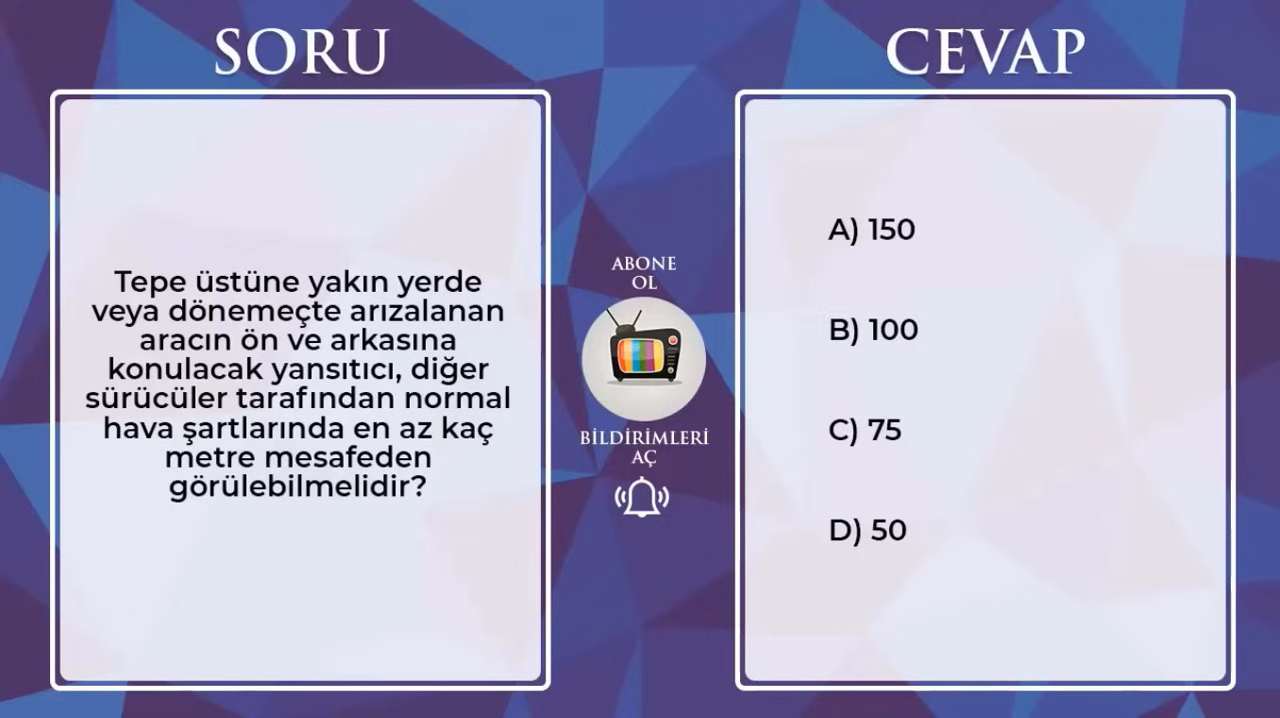 SORU
Tepe üstüne yakın yerde
veya dönemeçte arızalanan
aracın ön ve arkasına
konulacak yansıtıcı, diğer
sürücüler tarafından normal
hava şartlarında en az kaç
metre mesafeden
görülebilmelidir?
ABONE
OL
BİLDİRİMLERİ
AÇ
CEVAP
A) 150
B) 100
C) 75
D) 50